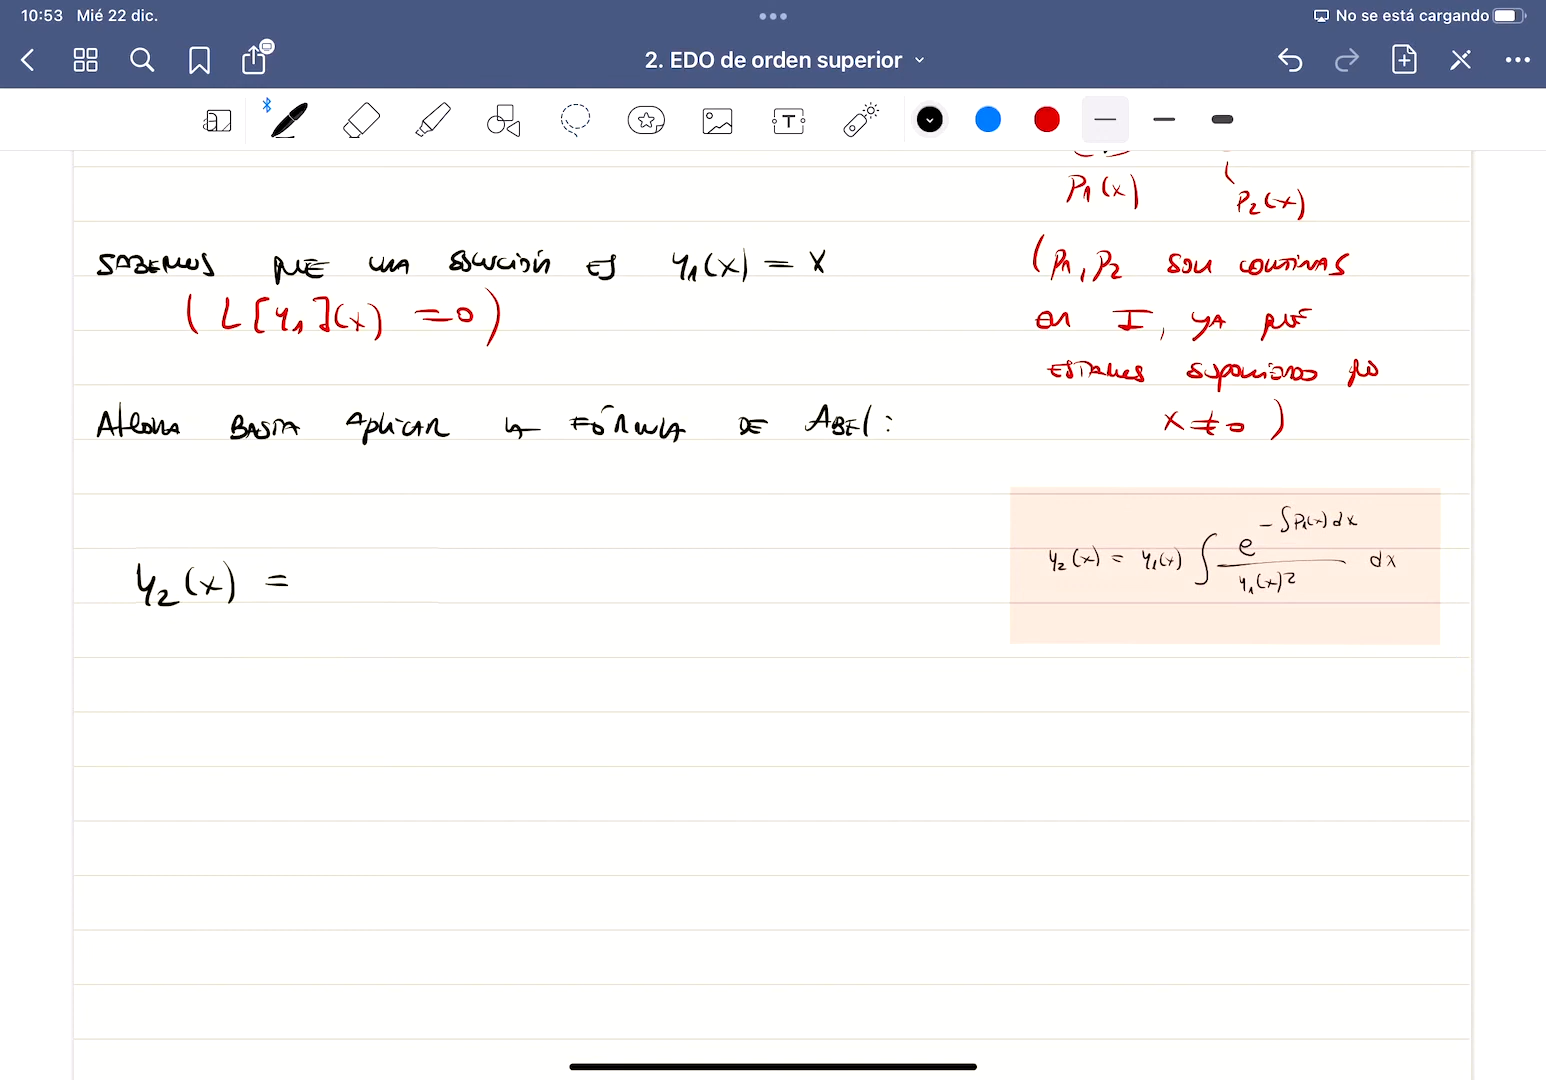 10:53 Mié 22 dic.
No se está cargando
2. EDO de orden superior
P1(x)
P2(x)
SABEMOS QUE UNA SOLUCIÓN ES y1(x) = x
(L[y1](x) = 0)
(P1, P2 SON CONTINAS
EN I, YA QUE
ESTAMOS SUPONIENDO QUE
x ≠ 0)
AHORA BASTA APLICAR LA FÓRMULA DE ABEL:
y2(x) = y1(x) ∫ e^(-∫P1(x)dx) / y1(x)² dx
y2(x) =